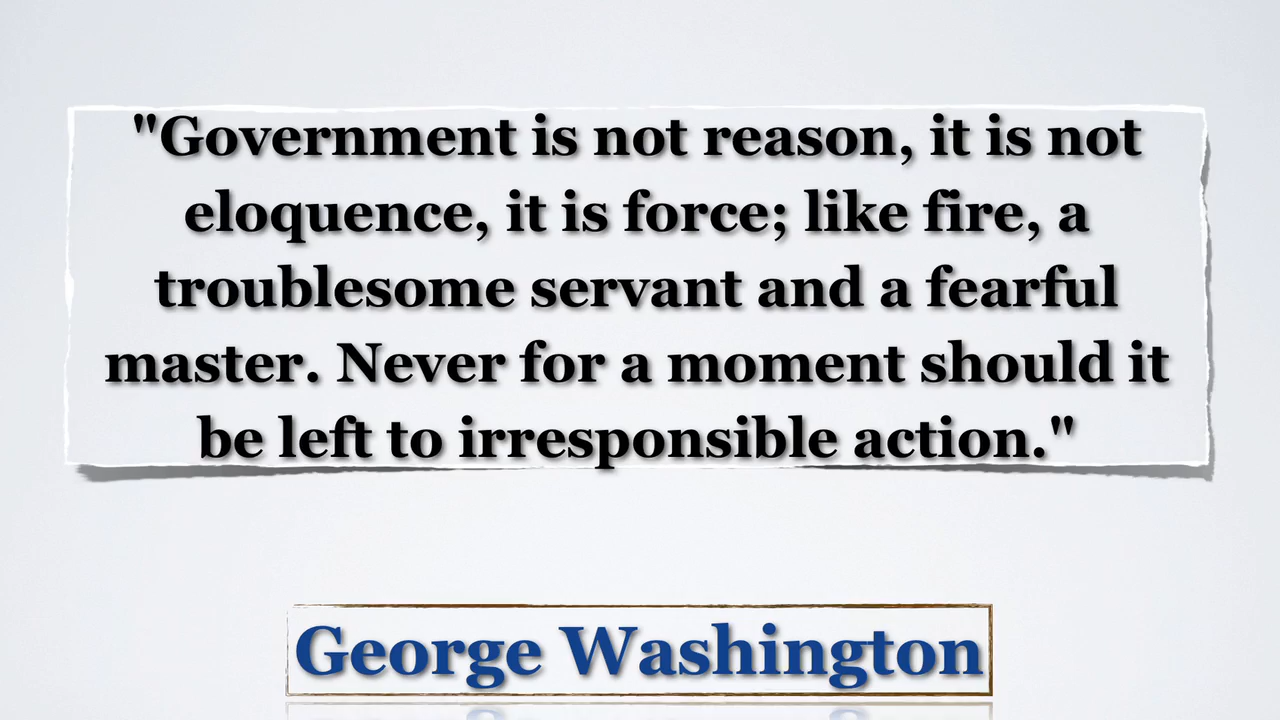 "Government is not reason, it is not
eloquence, it is force; like fire, a
troublesome servant and a fearful
master. Never for a moment should it
be left to irresponsible action."
George Washington